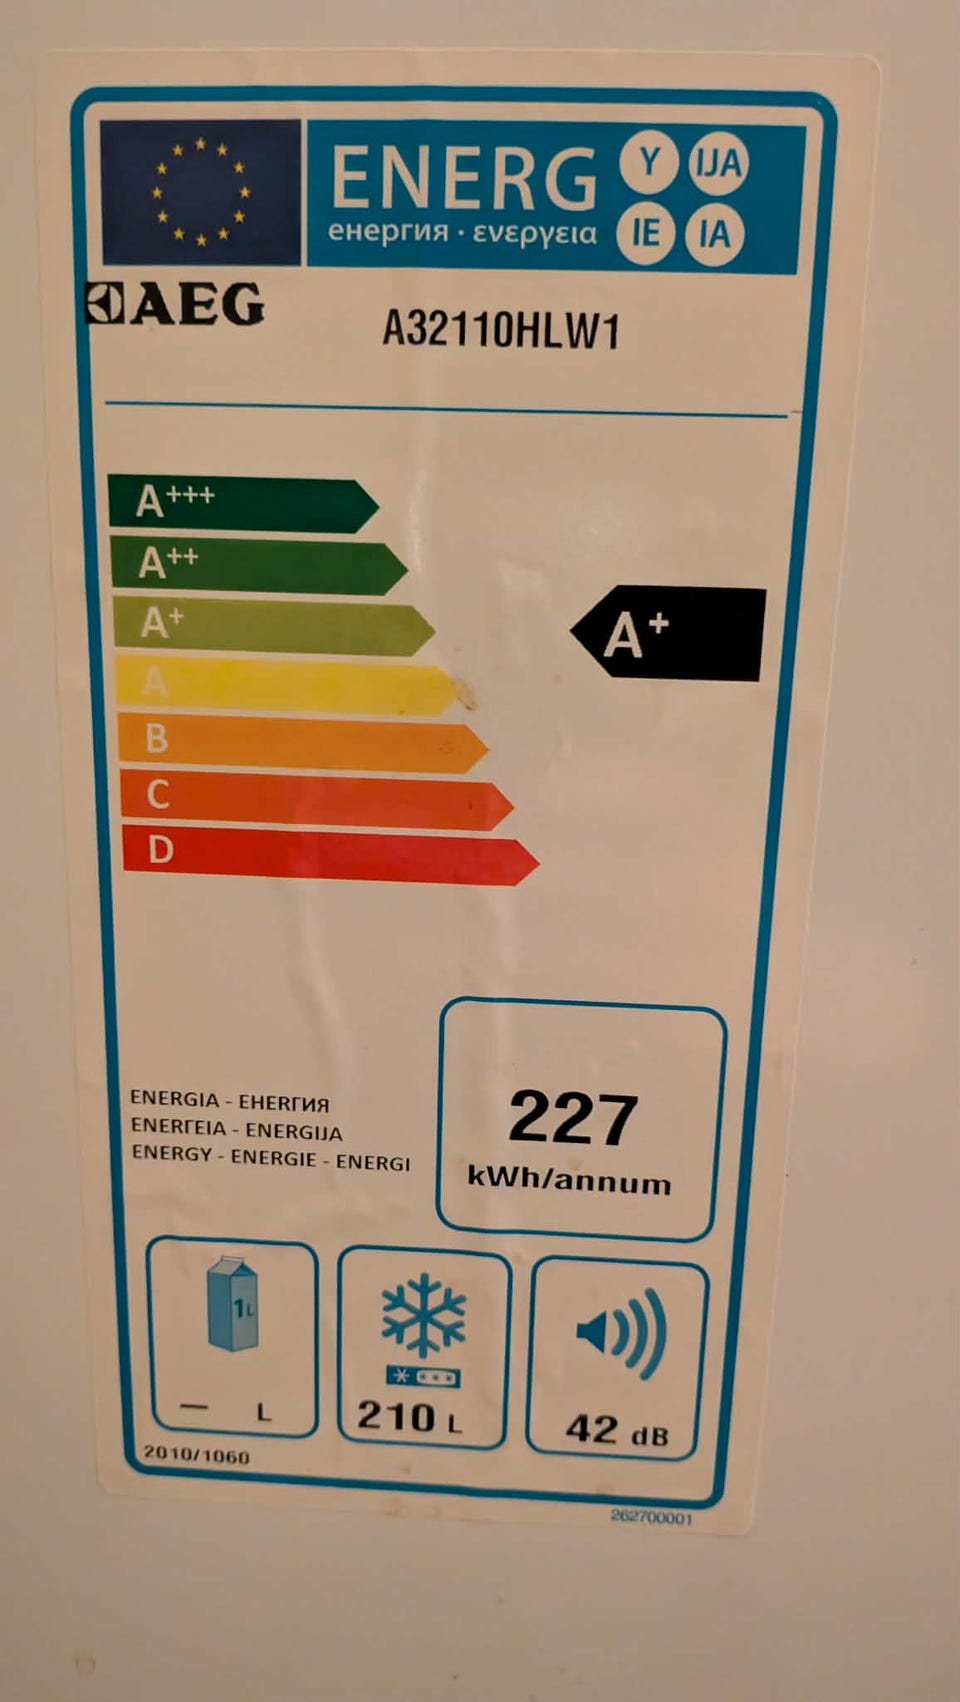 ENERG Y IJA
енергия · ενεργεια IE IA
AEG
A32110HLW1
A+++
A++
A+
A+
A
B
C
D
ENERGIA - ЕНЕРГИЯ
ΕΝΕΡΓΕΙΑ - ENERGIJA
ENERGY - ENERGIE - ENERGI
227
kWh/annum
1L
— L
210 L
42 dB
2010/1060
262700001